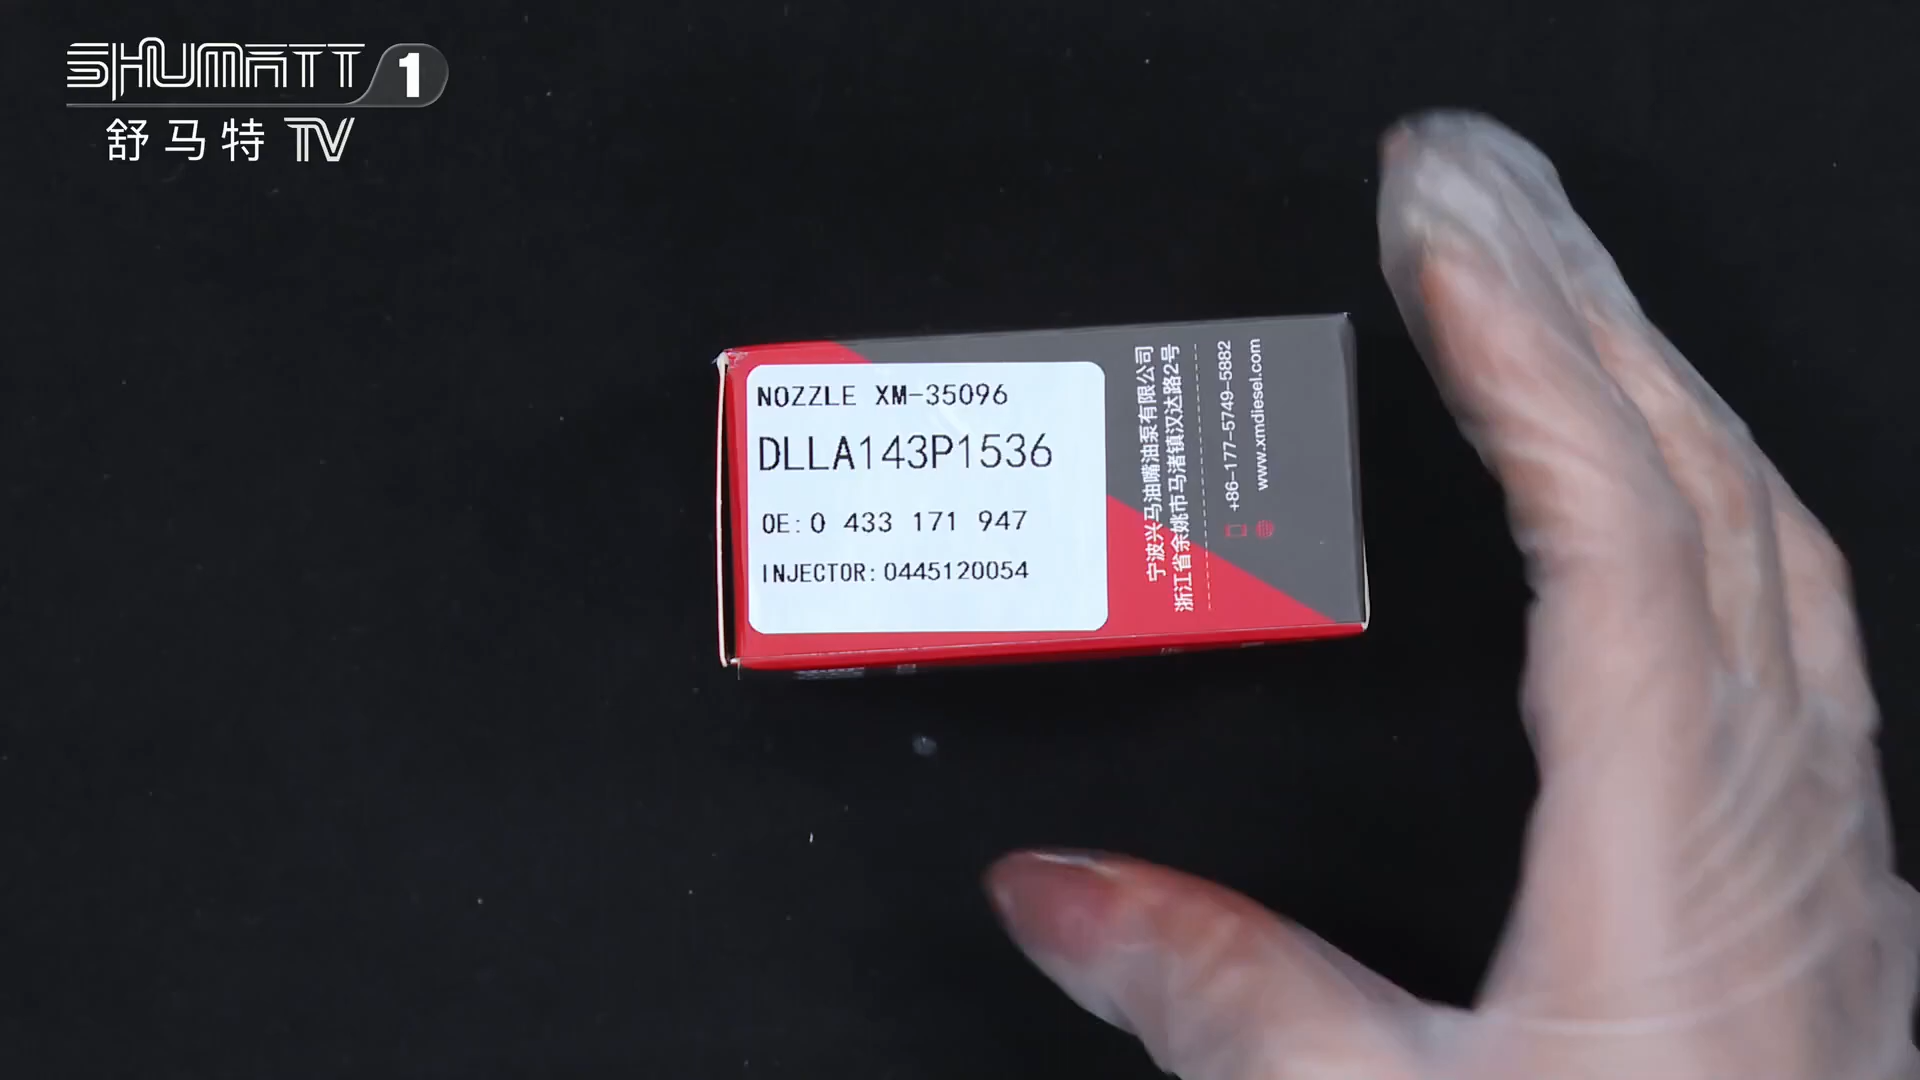 SHUMATT 1
舒马特 TV
NOZZLE XM-35096
DLLA143P1536
OE:0 433 171 947
INJECTOR:0445120054
宁波兴马油嘴油泵有限公司
浙江省余姚市马渚镇汉达路2号
+86-177-5749-5882
www.xmdiesel.com